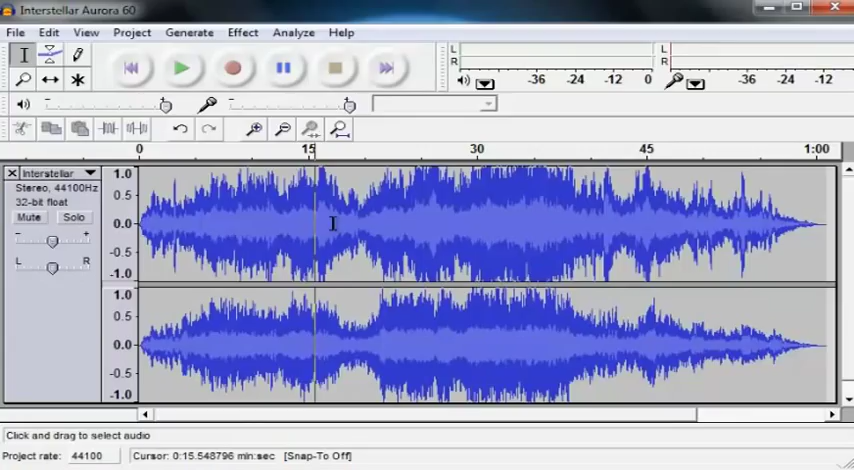 Interstellar Aurora 60
File Edit View Project Generate Effect Analyze Help
L
R
-36 -24 -12 0
L
R
-36 -24 -12
0 15 30 45 1:00
Interstellar
Stereo, 44100Hz
32-bit float
Mute Solo
- +
L R
1.0
0.5
0.0
-0.5
-1.0
1.0
0.5
0.0
-0.5
-1.0
Click and drag to select audio
Project rate: 44100 Cursor: 0:15.548796 min:sec [Snap-To Off]